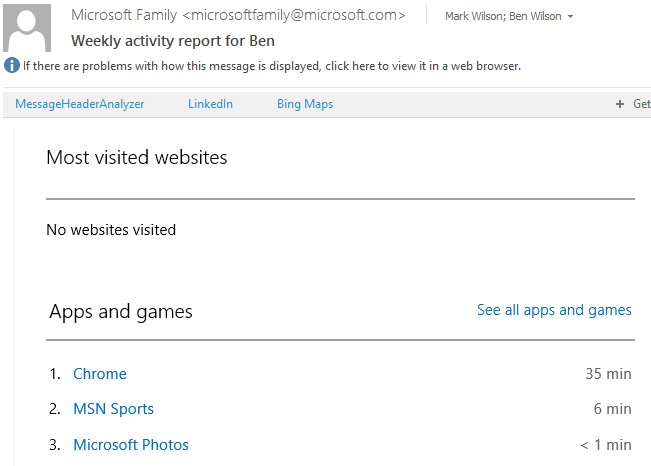 Microsoft Family <microsoftfamily@microsoft.com> Mark Wilson; Ben Wilson
Weekly activity report for Ben
If there are problems with how this message is displayed, click here to view it in a web browser.
MessageHeaderAnalyzer LinkedIn Bing Maps + Get
Most visited websites
No websites visited
Apps and games See all apps and games
1. Chrome 35 min
2. MSN Sports 6 min
3. Microsoft Photos < 1 min